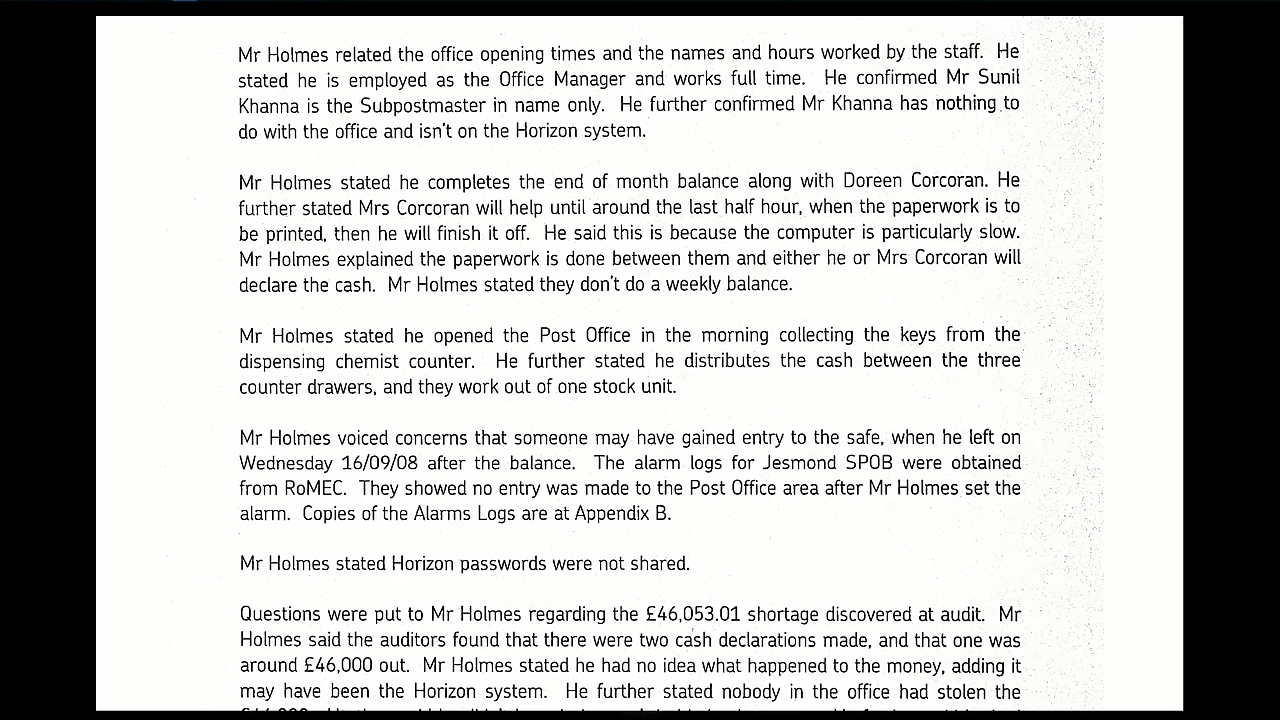 Mr Holmes related the office opening times and the names and hours worked by the staff. He
stated he is employed as the Office Manager and works full time. He confirmed Mr Sunil
Khanna is the Subpostmaster in name only. He further confirmed Mr Khanna has nothing to
do with the office and isn't on the Horizon system.
Mr Holmes stated he completes the end of month balance along with Doreen Corcoran. He
further stated Mrs Corcoran will help until around the last half hour, when the paperwork is to
be printed, then he will finish it off. He said this is because the computer is particularly slow.
Mr Holmes explained the paperwork is done between them and either he or Mrs Corcoran will
declare the cash. Mr Holmes stated they don't do a weekly balance.
Mr Holmes stated he opened the Post Office in the morning collecting the keys from the
dispensing chemist counter. He further stated he distributes the cash between the three
counter drawers, and they work out of one stock unit.
Mr Holmes voiced concerns that someone may have gained entry to the safe, when he left on
Wednesday 16/09/08 after the balance. The alarm logs for Jesmond SPOB were obtained
from RoMEC. They showed no entry was made to the Post Office area after Mr Holmes set the
alarm. Copies of the Alarms Logs are at Appendix B.
Mr Holmes stated Horizon passwords were not shared.
Questions were put to Mr Holmes regarding the £46,053.01 shortage discovered at audit. Mr
Holmes said the auditors found that there were two cash declarations made, and that one was
around £46,000 out. Mr Holmes stated he had no idea what happened to the money, adding it
may have been the Horizon system. He further stated nobody in the office had stolen the